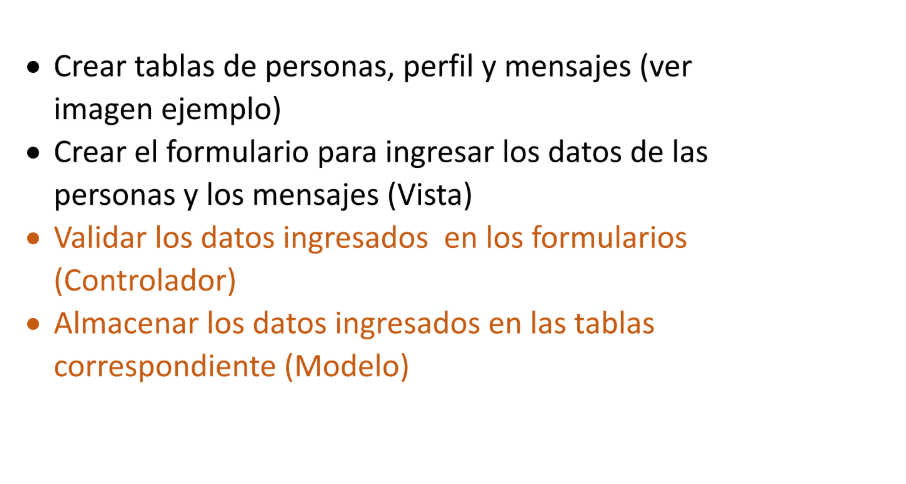 • Crear tablas de personas, perfil y mensajes (ver
imagen ejemplo)
• Crear el formulario para ingresar los datos de las
personas y los mensajes (Vista)
• Validar los datos ingresados  en los formularios
(Controlador)
• Almacenar los datos ingresados en las tablas
correspondiente (Modelo)